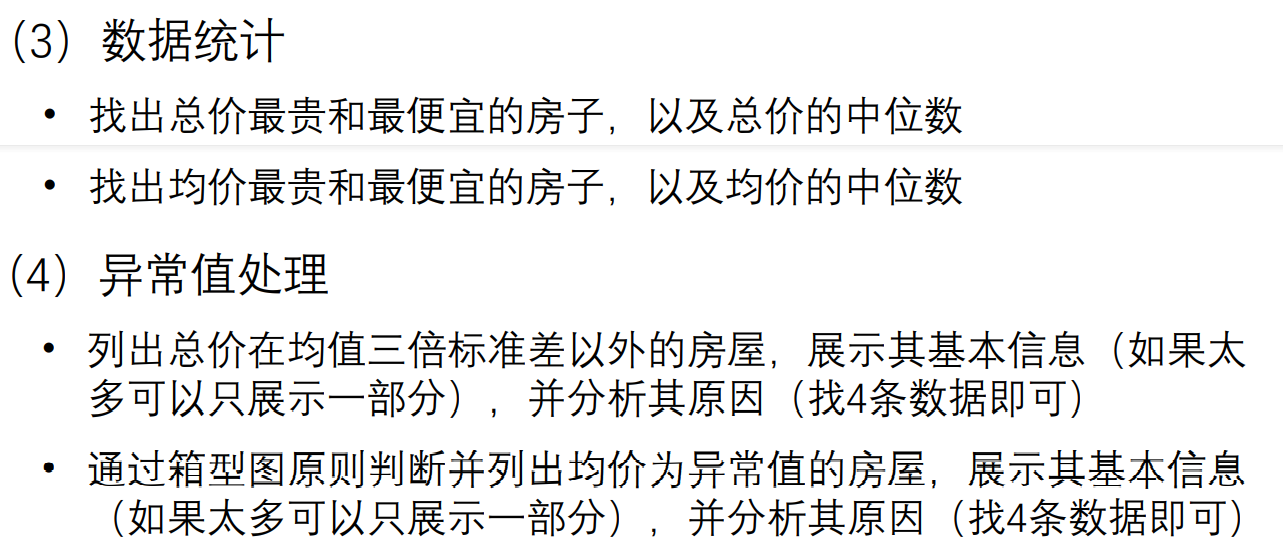 （3）数据统计
• 找出总价最贵和最便宜的房子，以及总价的中位数
• 找出均价最贵和最便宜的房子，以及均价的中位数
（4）异常值处理
• 列出总价在均值三倍标准差以外的房屋，展示其基本信息（如果太
多可以只展示一部分），并分析其原因（找4条数据即可）
• 通过箱型图原则判断并列出均价为异常值的房屋，展示其基本信息
（如果太多可以只展示一部分），并分析其原因（找4条数据即可）